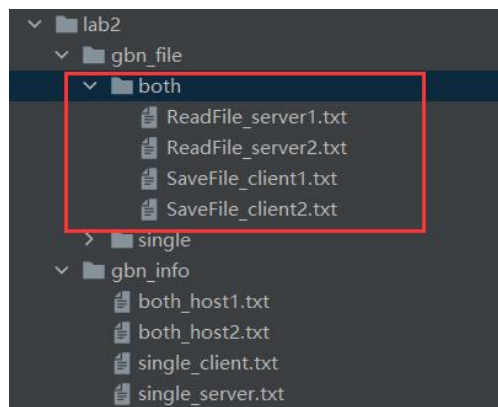 lab2
gbn_file
both
ReadFile_server1.txt
ReadFile_server2.txt
SaveFile_client1.txt
SaveFile_client2.txt
single
gbn_info
both_host1.txt
both_host2.txt
single_client.txt
single_server.txt